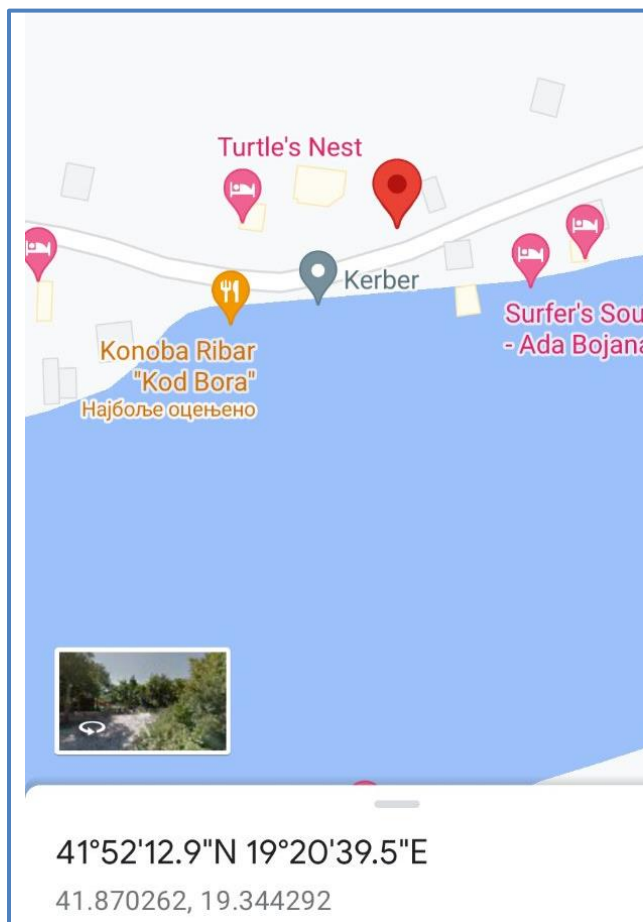 Turtle's Nest
Kerber
Surfer's Sou
- Ada Bojana
Konoba Ribar
"Kod Bora"
Најбоље оцењено
41°52'12.9"N 19°20'39.5"E
41.870262, 19.344292